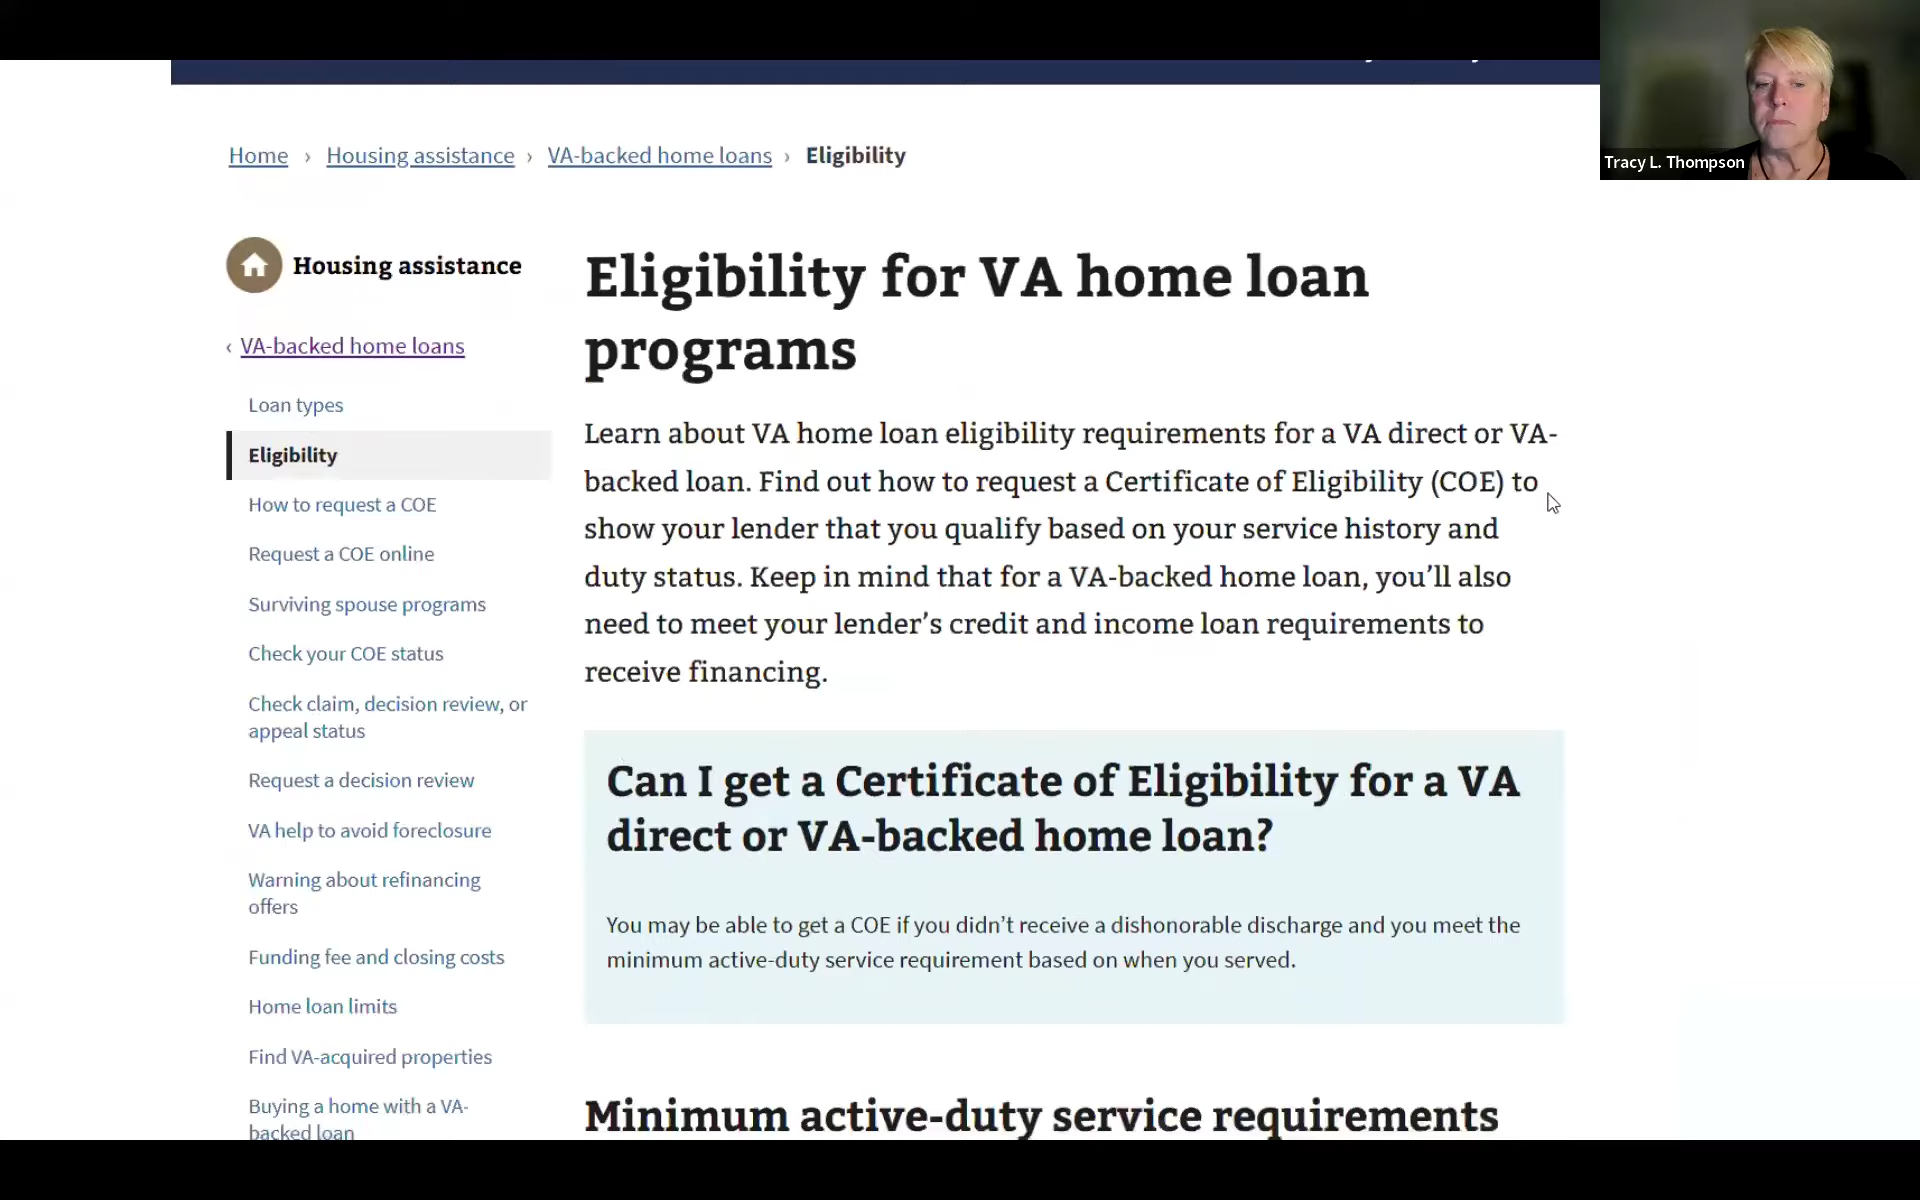 Tracy L. Thompson
Home › Housing assistance › VA-backed home loans › Eligibility
Housing assistance
‹ VA-backed home loans
Loan types
Eligibility
How to request a COE
Request a COE online
Surviving spouse programs
Check your COE status
Check claim, decision review, or
appeal status
Request a decision review
VA help to avoid foreclosure
Warning about refinancing
offers
Funding fee and closing costs
Home loan limits
Find VA-acquired properties
Buying a home with a VA-
backed loan
Eligibility for VA home loan
programs
Learn about VA home loan eligibility requirements for a VA direct or VA-
backed loan. Find out how to request a Certificate of Eligibility (COE) to
show your lender that you qualify based on your service history and
duty status. Keep in mind that for a VA-backed home loan, you’ll also
need to meet your lender’s credit and income loan requirements to
receive financing.
Can I get a Certificate of Eligibility for a VA
direct or VA-backed home loan?
You may be able to get a COE if you didn’t receive a dishonorable discharge and you meet the
minimum active-duty service requirement based on when you served.
Minimum active-duty service requirements